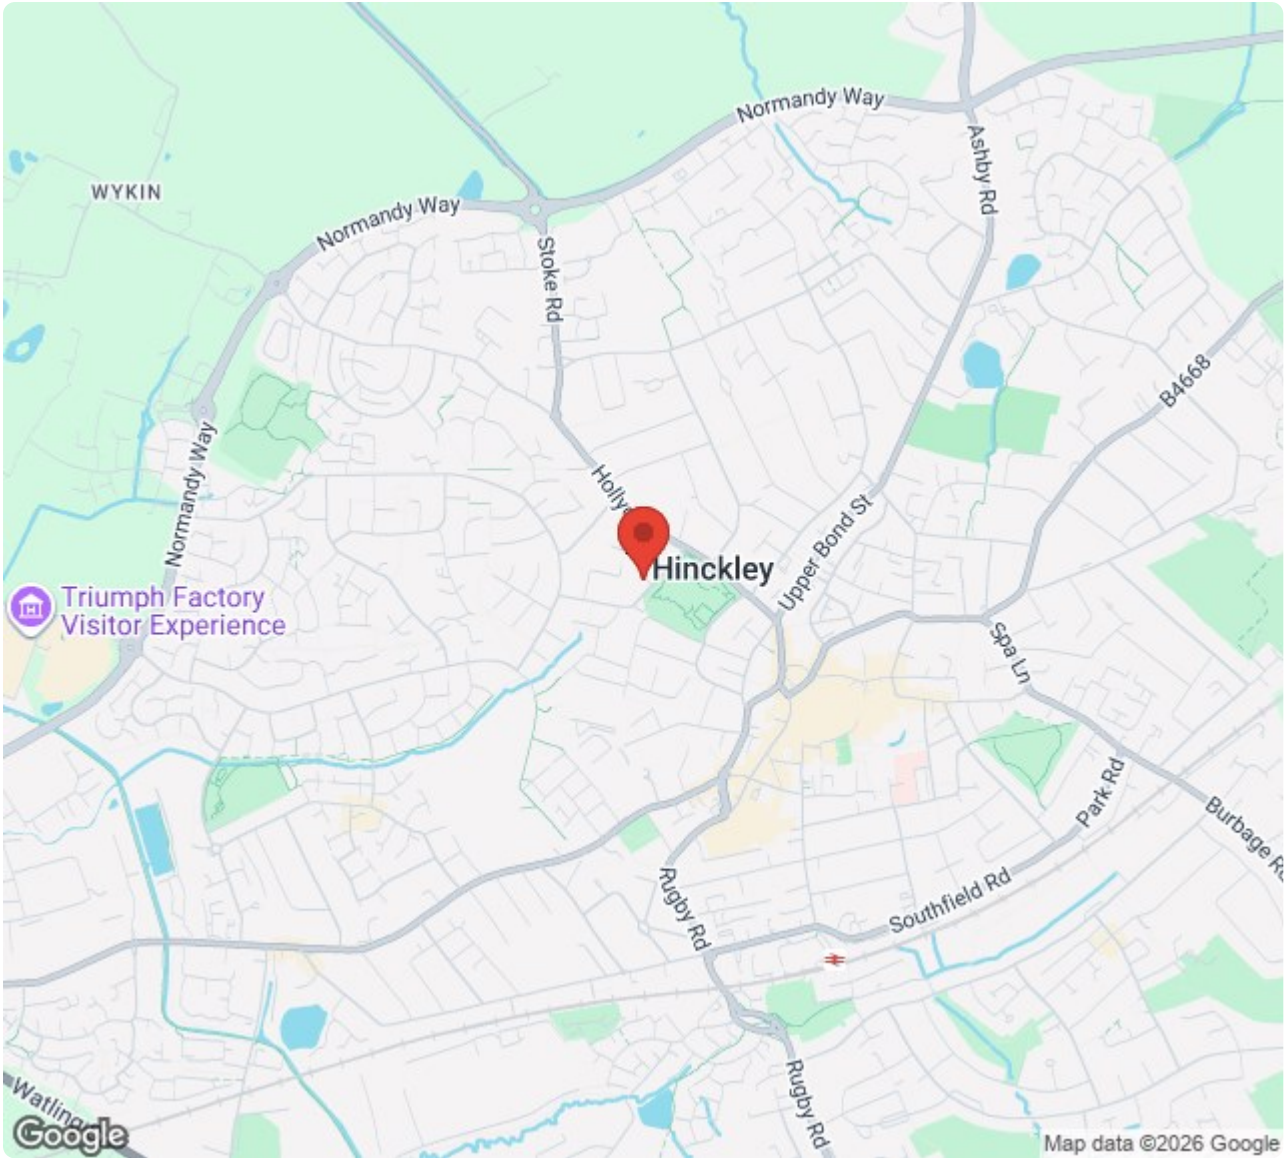 Normandy Way
Ashby Rd
WYKIN
Normandy Way
Stoke Rd
B4668
Normandy Way
Upper Bond St
Hinckley
Triumph Factory
Visitor Experience
Spa Ln
Park Rd
Burbage
Rugby Rd
Southfield Rd
Rugby Rd
Google
Map data ©2026 Google